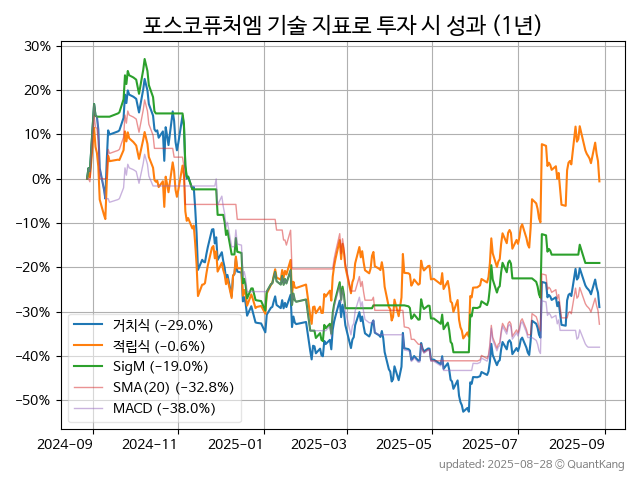 포스코퓨처엠 기술 지표로 투자 시 성과 (1년)
30%
20%
10%
0%
−10%
−20%
−30%
−40%
−50%
거치식 (−29.0%)
적립식 (−0.6%)
SigM (−19.0%)
SMA(20) (−32.8%)
MACD (−38.0%)
2024-09 2024-11 2025-01 2025-03 2025-05 2025-07 2025-09
updated: 2025-08-28 ⓒ QuantKang